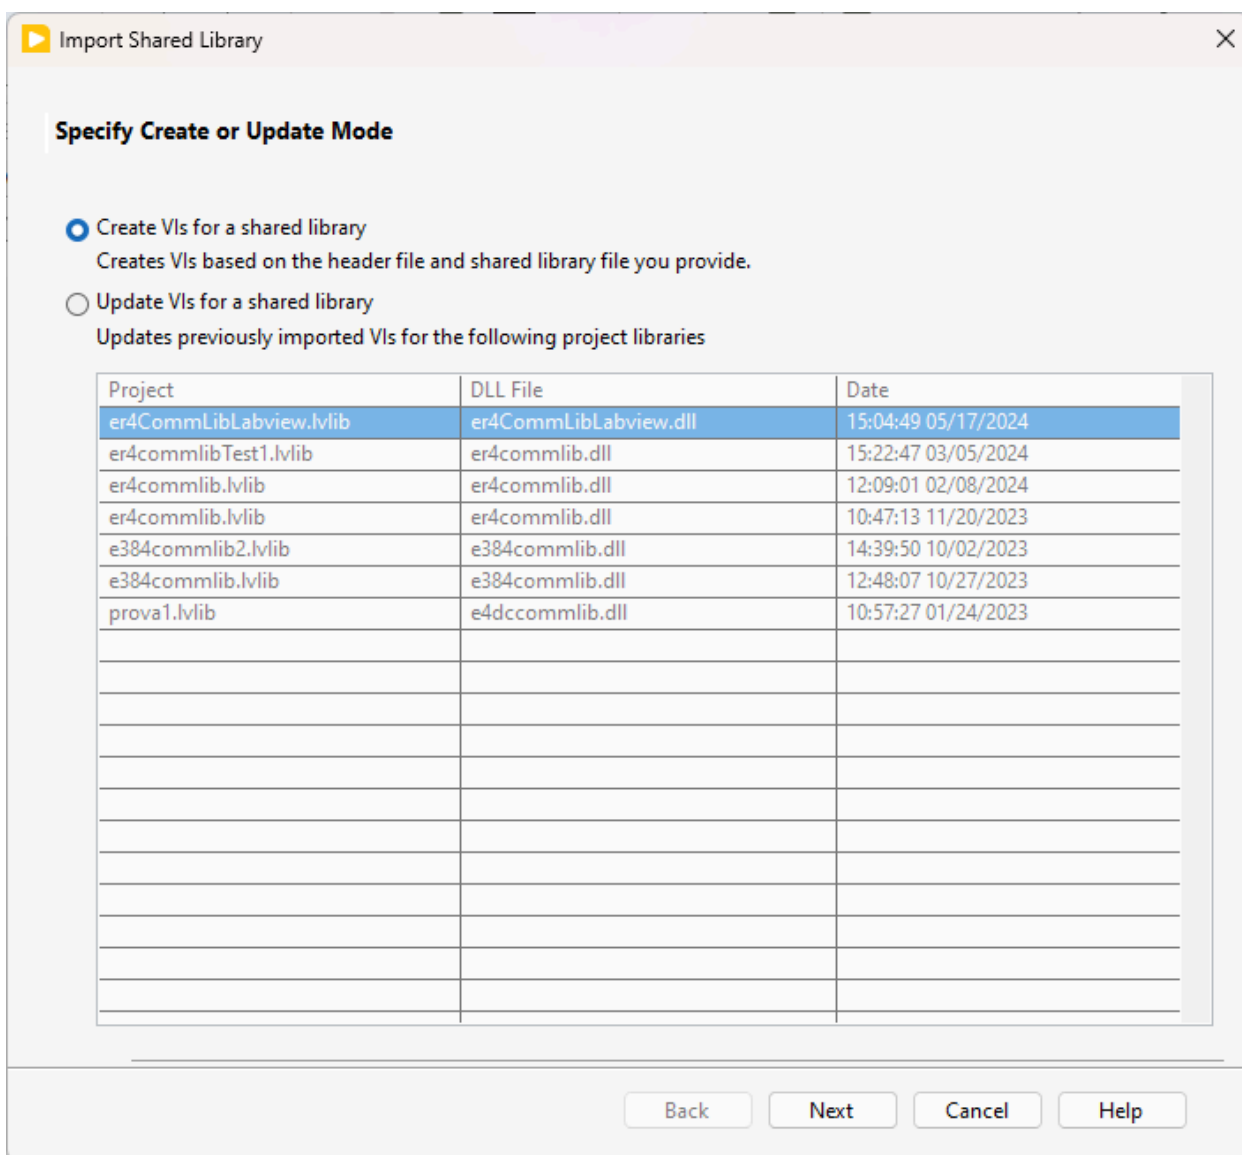 Import Shared Library
Specify Create or Update Mode
Create VIs for a shared library
Creates VIs based on the header file and shared library file you provide.
Update VIs for a shared library
Updates previously imported VIs for the following project libraries
Project DLL File Date
er4CommLibLabview.lvlib er4CommLibLabview.dll 15:04:49 05/17/2024
er4commlibTest1.lvlib er4commlib.dll 15:22:47 03/05/2024
er4commlib.lvlib er4commlib.dll 12:09:01 02/08/2024
er4commlib.lvlib er4commlib.dll 10:47:13 11/20/2023
e384commlib2.lvlib e384commlib.dll 14:39:50 10/02/2023
e384commlib.lvlib e384commlib.dll 12:48:07 10/27/2023
prova1.lvlib e4dccommlib.dll 10:57:27 01/24/2023
Back Next Cancel Help